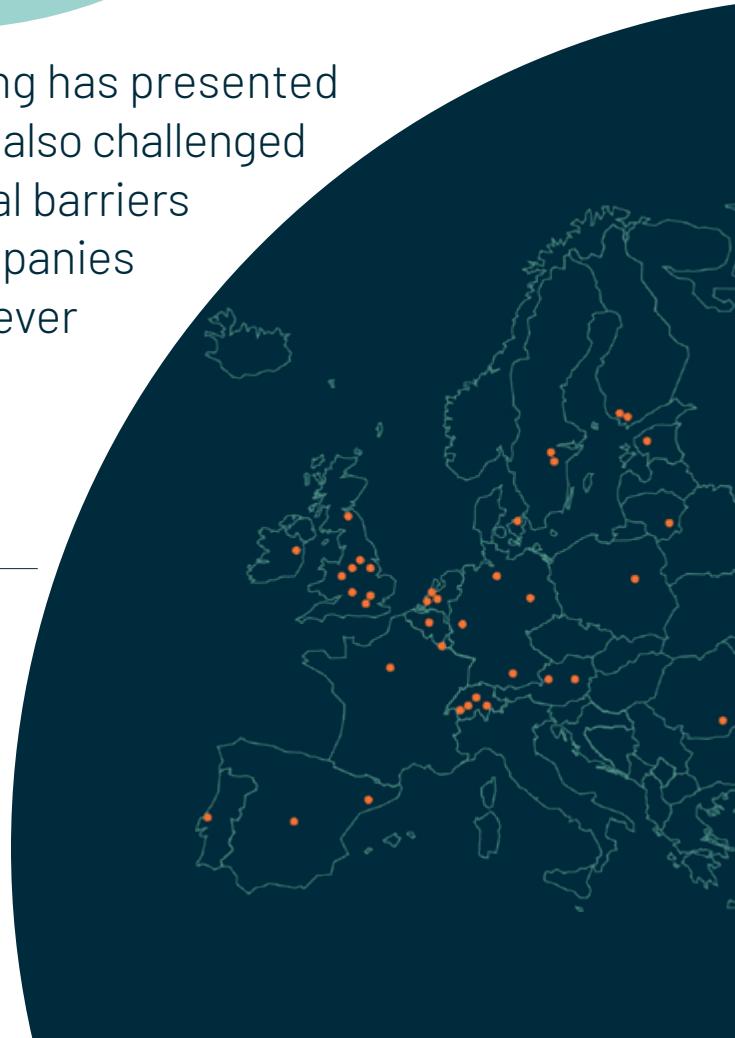 ng has presented
also challenged
al barriers
panies
ever